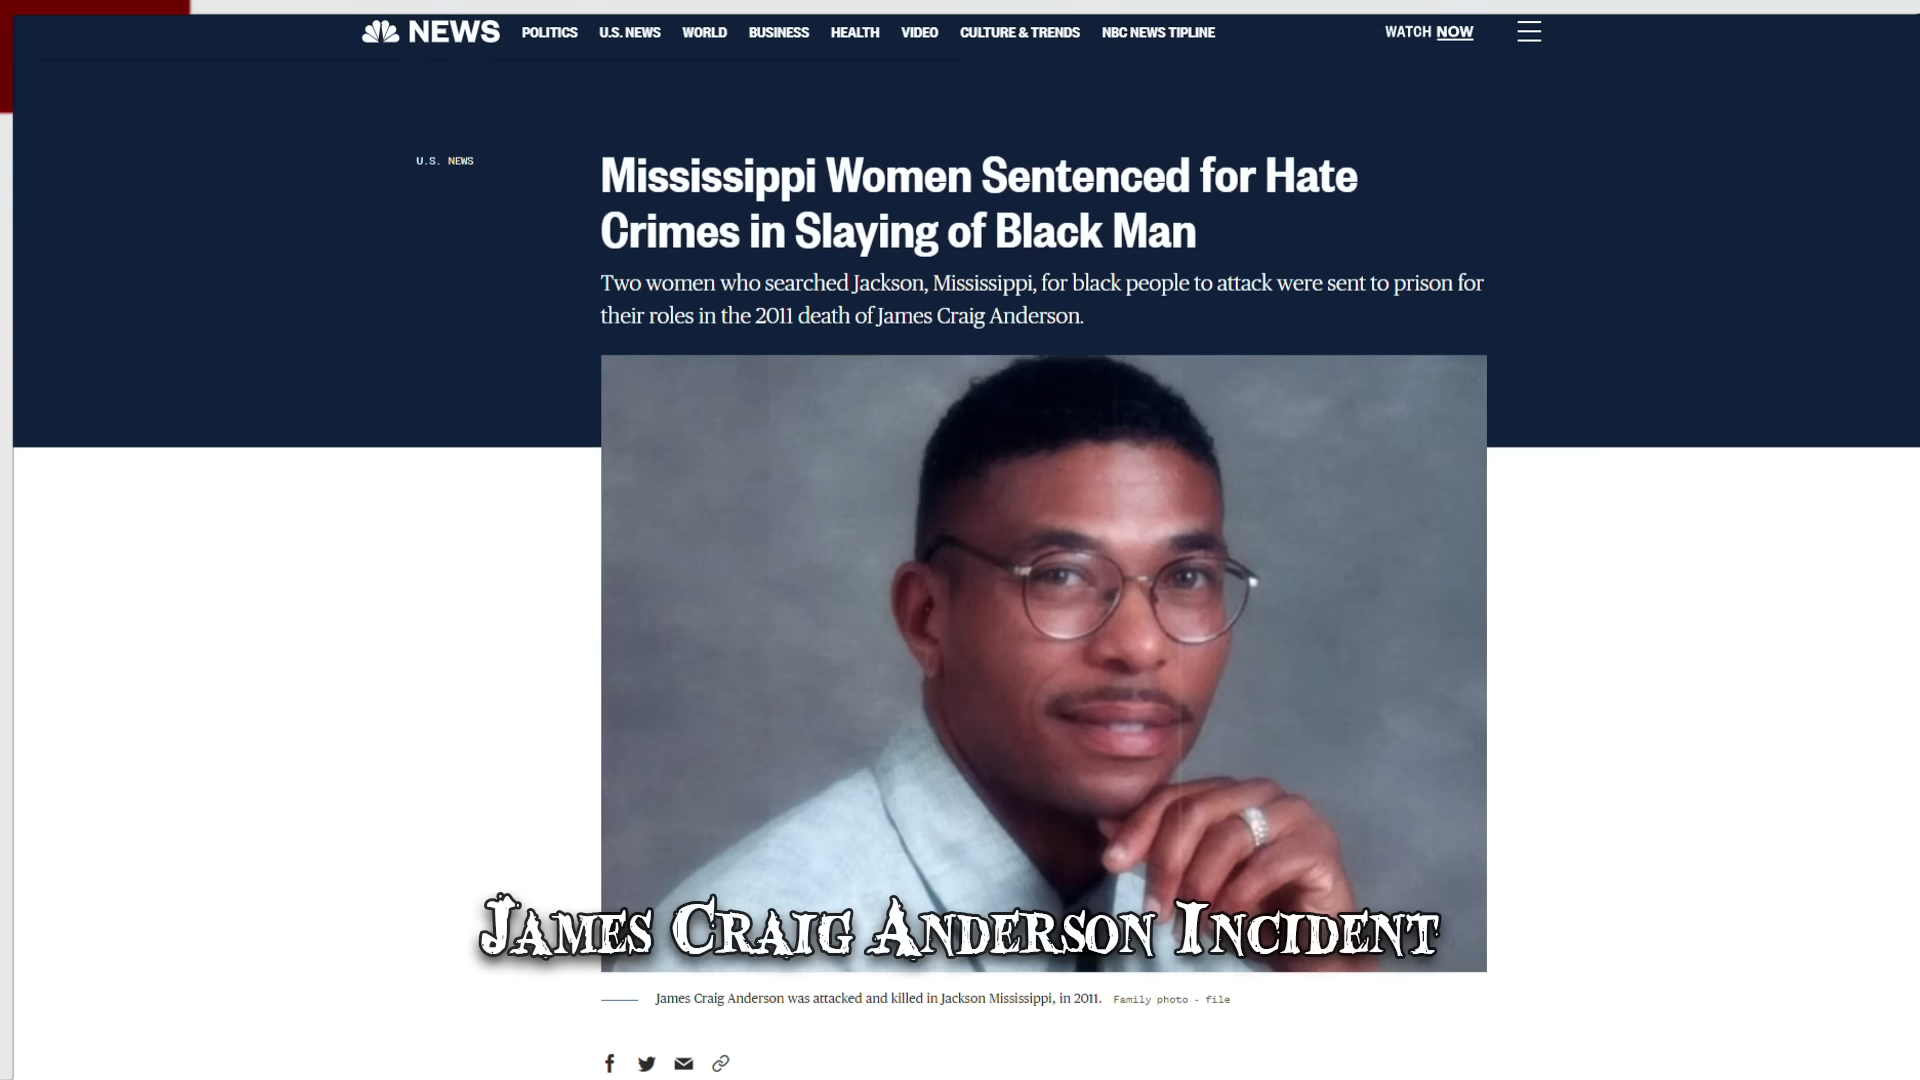 NEWS POLITICS U.S. NEWS WORLD BUSINESS HEALTH VIDEO CULTURE & TRENDS NBC NEWS TIPLINE WATCH NOW
U.S. NEWS
Mississippi Women Sentenced for Hate
Crimes in Slaying of Black Man
Two women who searched Jackson, Mississippi, for black people to attack were sent to prison for
their roles in the 2011 death of James Craig Anderson.
James Craig Anderson Incident
James Craig Anderson was attacked and killed in Jackson Mississippi, in 2011. Family photo - file